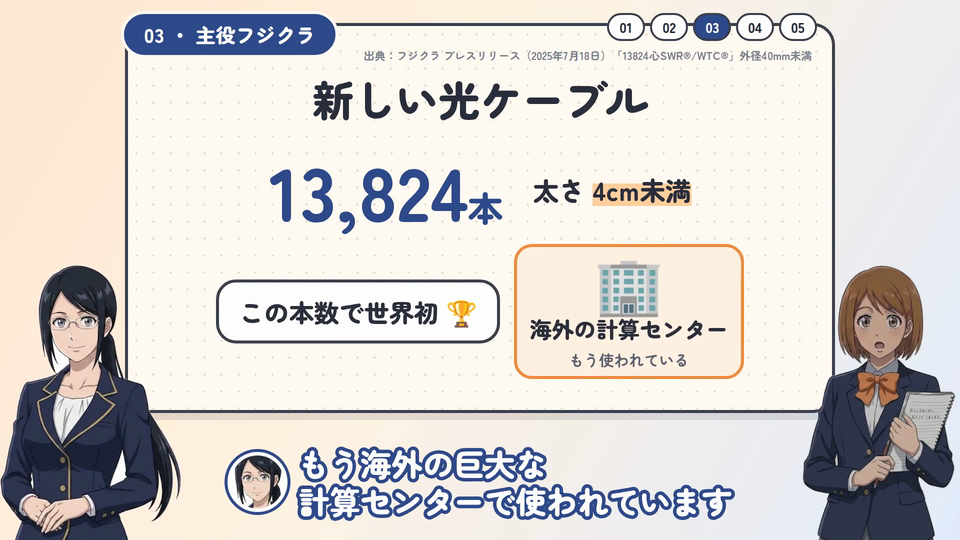 03 ・ 主役フジクラ
01 02 03 04 05
出典：フジクラ プレスリリース（2025年7月18日）「13824心SWR®/WTC®」外径40mm未満
新しい光ケーブル
13,824本
太さ 4cm未満
この本数で世界初
海外の計算センター
もう使われている
もう海外の巨大な
計算センターで使われています